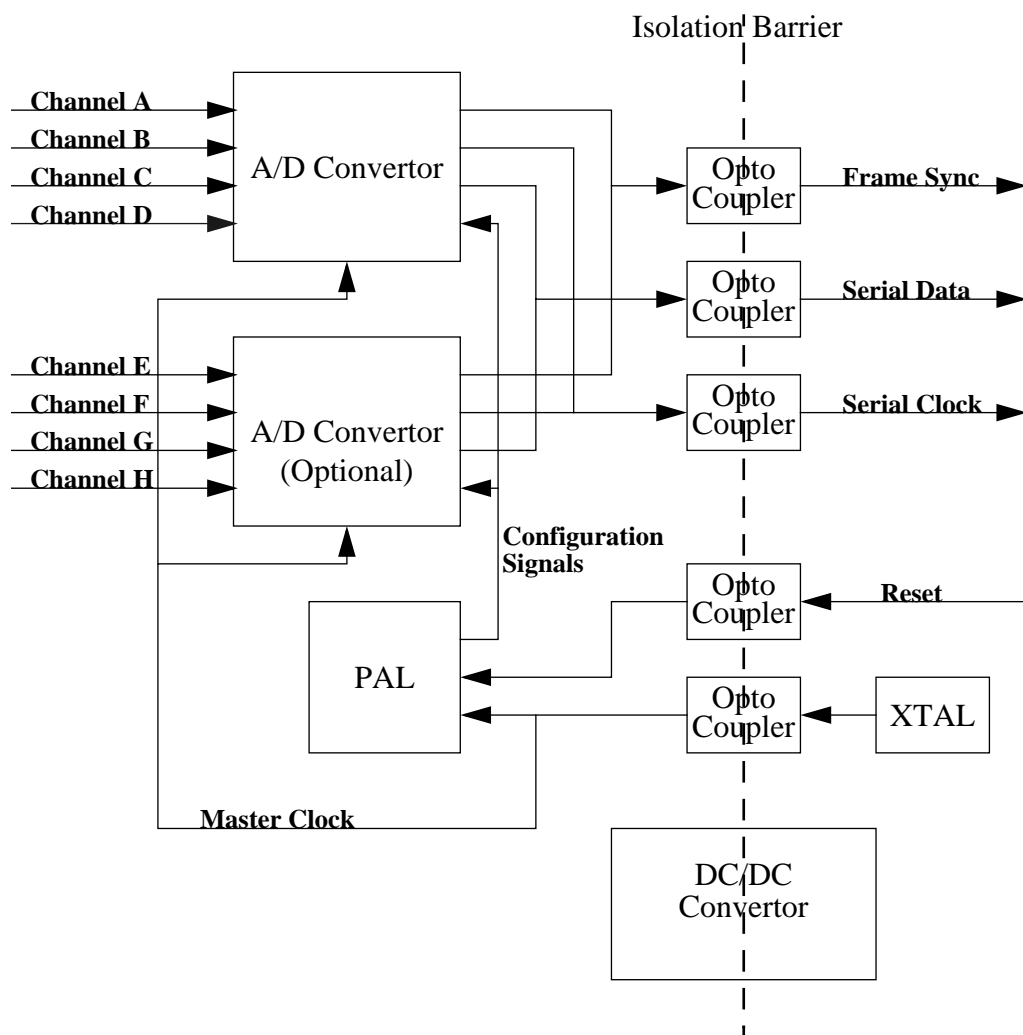 Isolation Barrier
Channel A
Channel B
Channel C
Channel D
A/D Convertor
Opto
Coupler
Frame Sync
Opto
Coupler
Serial Data
Channel E
Channel F
Channel G
Channel H
A/D Convertor
(Optional)
Opto
Coupler
Serial Clock
Configuration
Signals
Opto
Coupler
Reset
PAL
Opto
Coupler
XTAL
Master Clock
DC/DC
Convertor